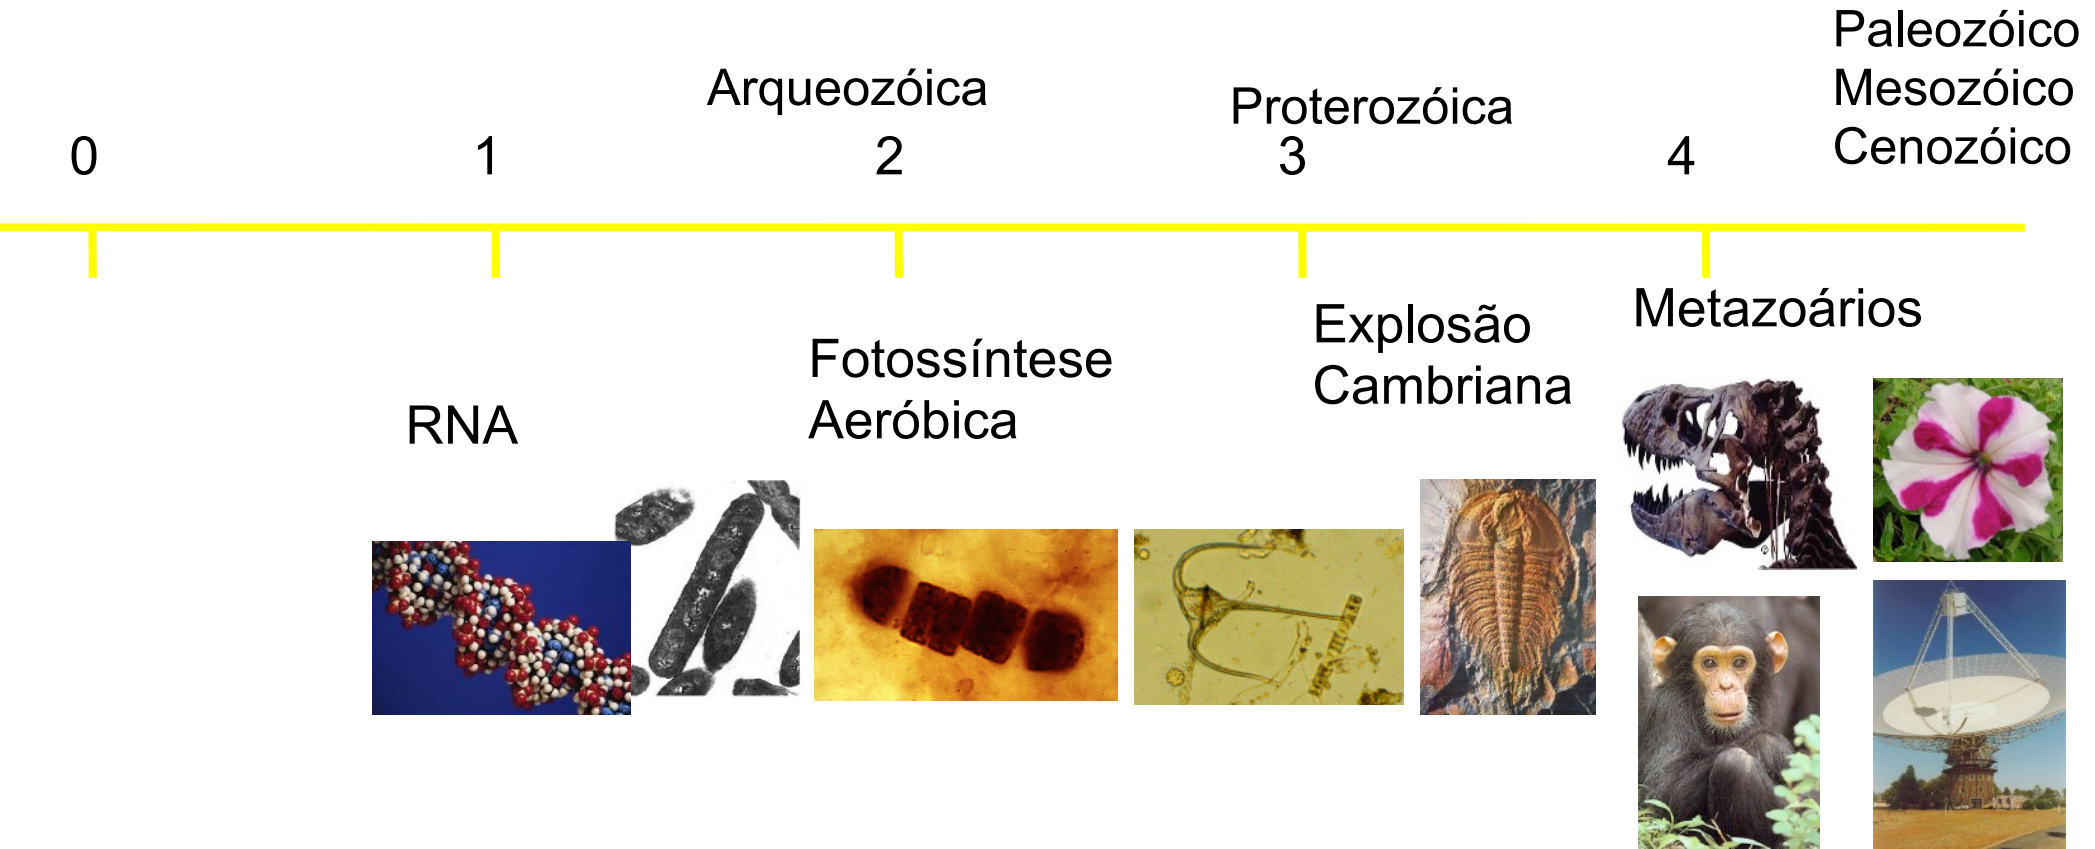 Paleozóico
Mesozóico
Cenozóico
Arqueozóica
Proterozóica
0
1
2
3
4
Metazoários
Explosão
Cambriana
Fotossíntese
Aeróbica
RNA